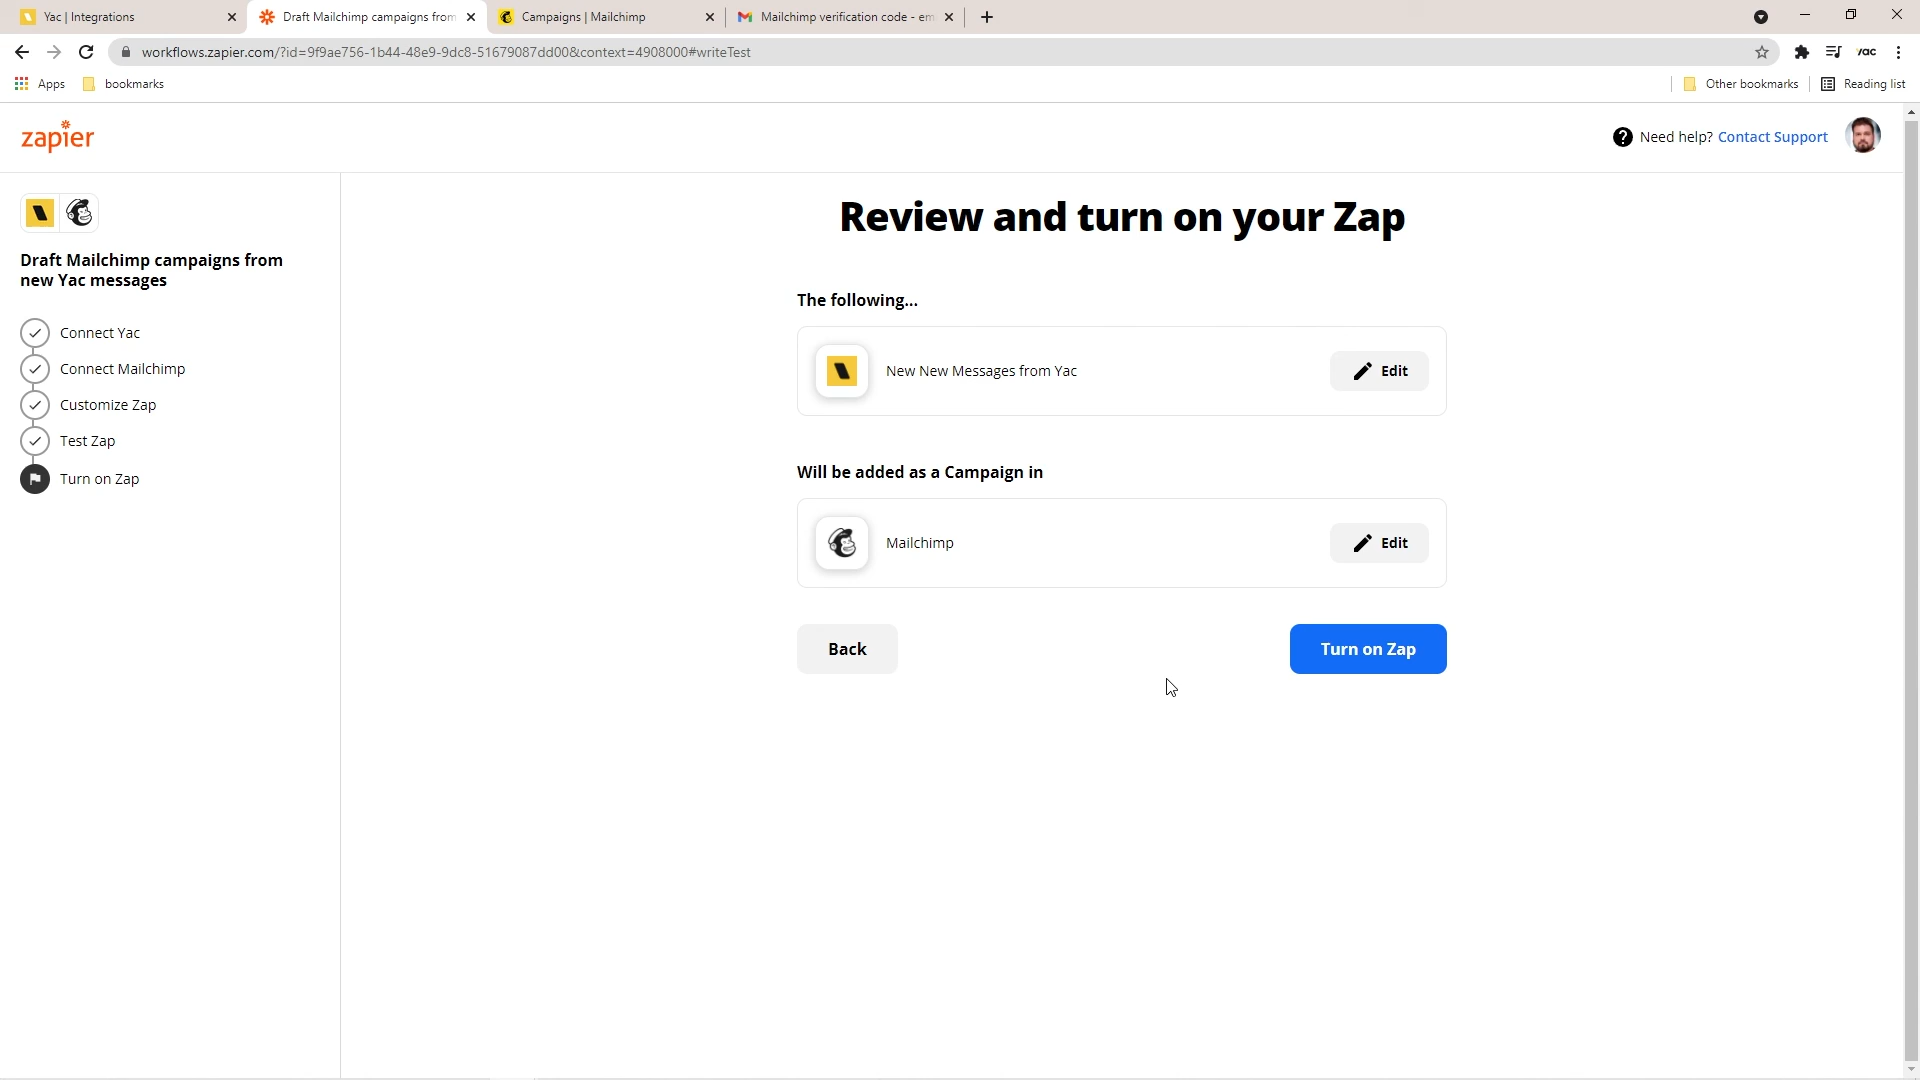 Yac | Integrations
Draft Mailchimp campaigns from
Campaigns | Mailchimp
Mailchimp verification code - em
workflows.zapier.com/?id=9f9ae756-1b44-48e9-9dc8-51679087dd00&context=4908000#writeTest
Yac
Apps
bookmarks
Other bookmarks
Reading list
zapier
Need help? Contact Support
Draft Mailchimp campaigns from
new Yac messages
Connect Yac
Connect Mailchimp
Customize Zap
Test Zap
Turn on Zap
Review and turn on your Zap
The following...
New New Messages from Yac
Edit
Will be added as a Campaign in
Mailchimp
Edit
Back
Turn on Zap